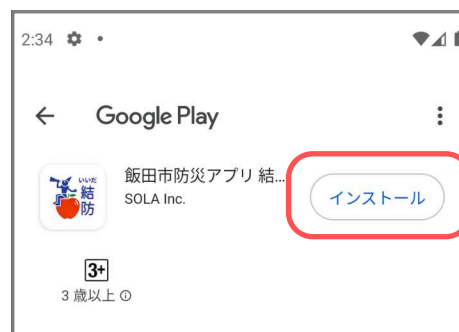 2:34
Google Play
いいだ
結
防
飯田市防災アプリ 結...
SOLA Inc.
インストール
3+
3 歳以上